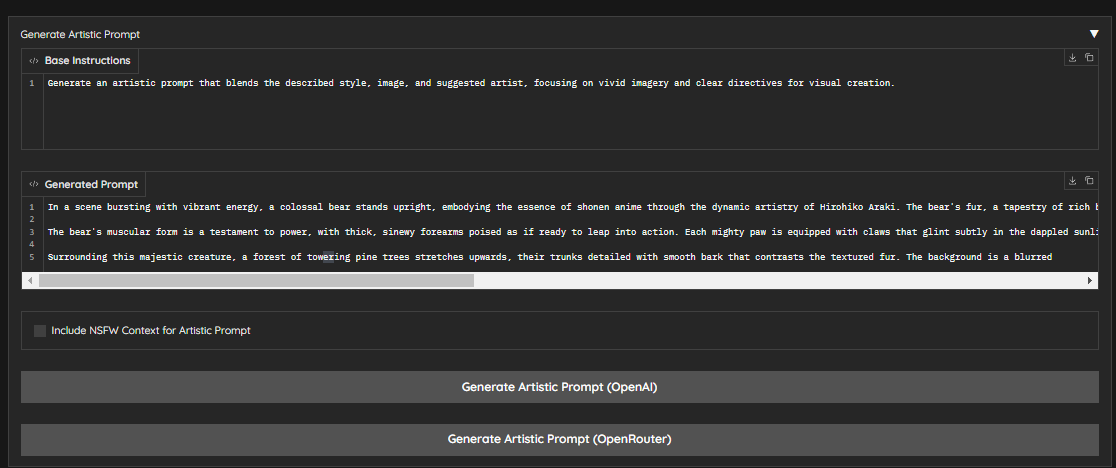 Generate Artistic Prompt
</> Base Instructions
1 Generate an artistic prompt that blends the described style, image, and suggested artist, focusing on vivid imagery and clear directives for visual creation.
</> Generated Prompt
1 In a scene bursting with vibrant energy, a colossal bear stands upright, embodying the essence of shonen anime through the dynamic artistry of Hirohiko Araki. The bear's fur, a tapestry of rich
2
3 The bear's muscular form is a testament to power, with thick, sinewy forearms poised as if ready to leap into action. Each mighty paw is equipped with claws that glint subtly in the dappled sunli
4
5 Surrounding this majestic creature, a forest of towering pine trees stretches upwards, their trunks detailed with smooth bark that contrasts the textured fur. The background is a blurred
Include NSFW Context for Artistic Prompt
Generate Artistic Prompt (OpenAI)
Generate Artistic Prompt (OpenRouter)